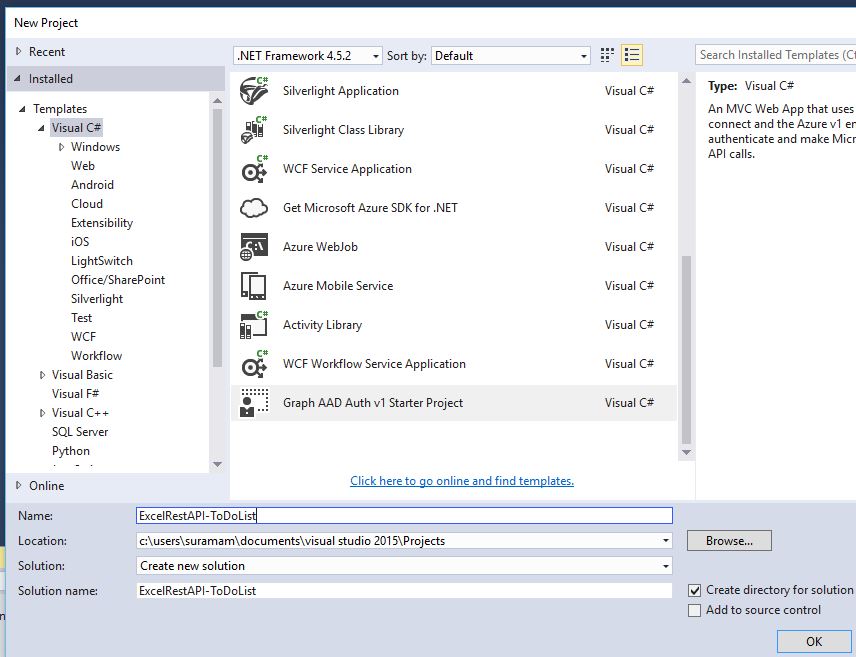 New Project
Recent
Installed
Templates
Visual C#
Windows
Web
Android
Cloud
Extensibility
iOS
LightSwitch
Office/SharePoint
Silverlight
Test
WCF
Workflow
Visual Basic
Visual F#
Visual C++
SQL Server
Python
Online
.NET Framework 4.5.2 Sort by: Default
Silverlight Application Visual C#
Silverlight Class Library Visual C#
WCF Service Application Visual C#
Get Microsoft Azure SDK for .NET Visual C#
Azure WebJob Visual C#
Azure Mobile Service Visual C#
Activity Library Visual C#
WCF Workflow Service Application Visual C#
Graph AAD Auth v1 Starter Project Visual C#
Click here to go online and find templates.
Search Installed Templates (Ct
Type: Visual C#
An MVC Web App that uses
connect and the Azure v1 en
authenticate and make Micr
API calls.
Name: ExcelRestAPI-ToDoList
Location: c:\users\suramam\documents\visual studio 2015\Projects Browse...
Solution: Create new solution
Solution name: ExcelRestAPI-ToDoList
Create directory for solution
Add to source control
OK